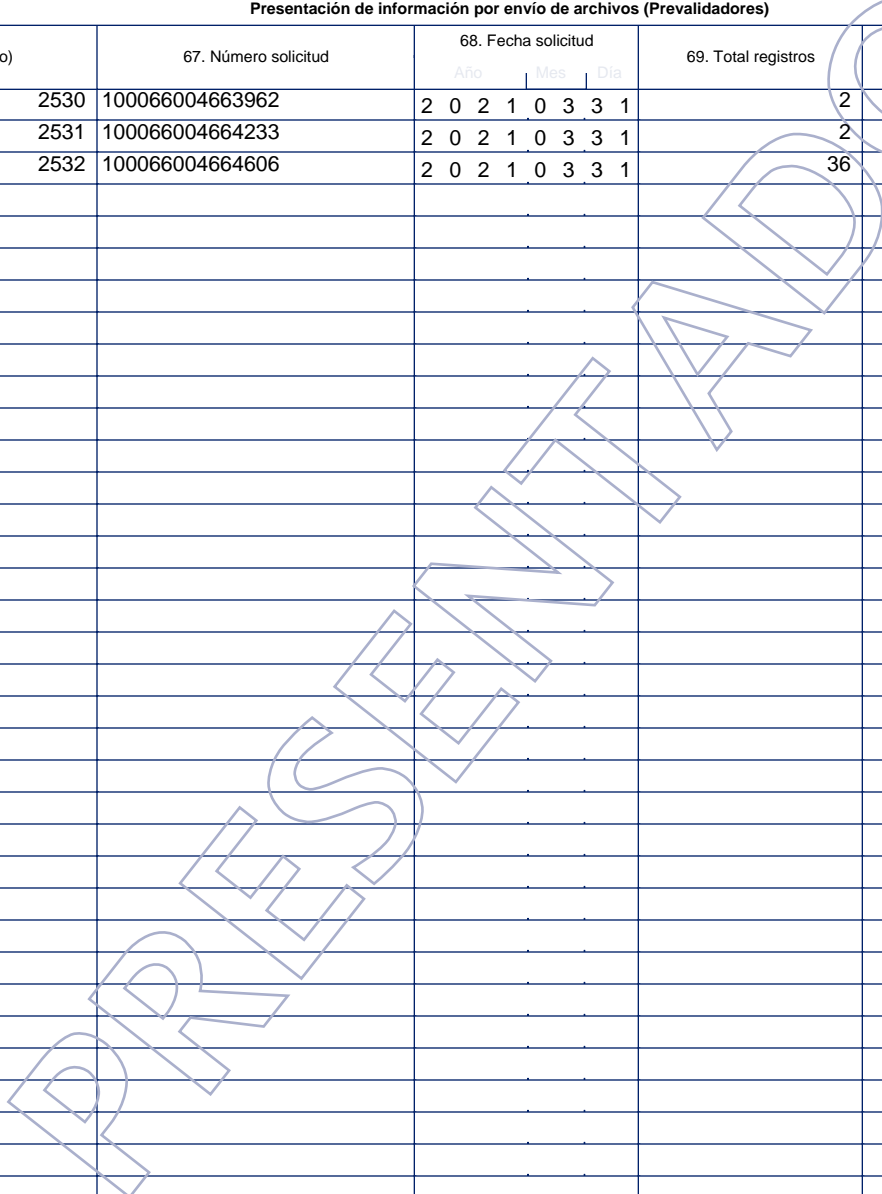 Presentación de información por envío de archivos (Prevalidadores)
o) 67. Número solicitud 68. Fecha solicitud 69. Total registros
Año Mes Día
2530 100066004663962 2 0 2 1 0 3 3 1 2
2531 100066004664233 2 0 2 1 0 3 3 1 2
2532 100066004664606 2 0 2 1 0 3 3 1 36
PRESENTADO